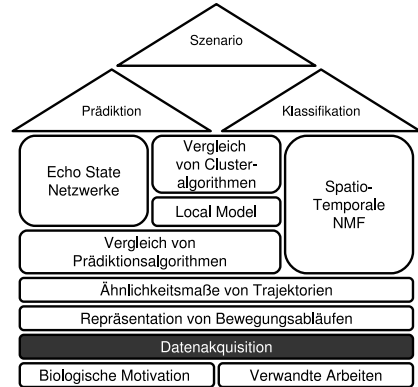 Szenario
Prädiktion
Klassifikation
Echo State
Netzwerke
Vergleich
von Cluster-
algorithmen
Local Model
Spatio-
Temporale
NMF
Vergleich von
Prädiktionsalgorithmen
Ähnlichkeitsmaße von Trajektorien
Repräsentation von Bewegungsabläufen
Datenakquisition
Biologische Motivation
Verwandte Arbeiten